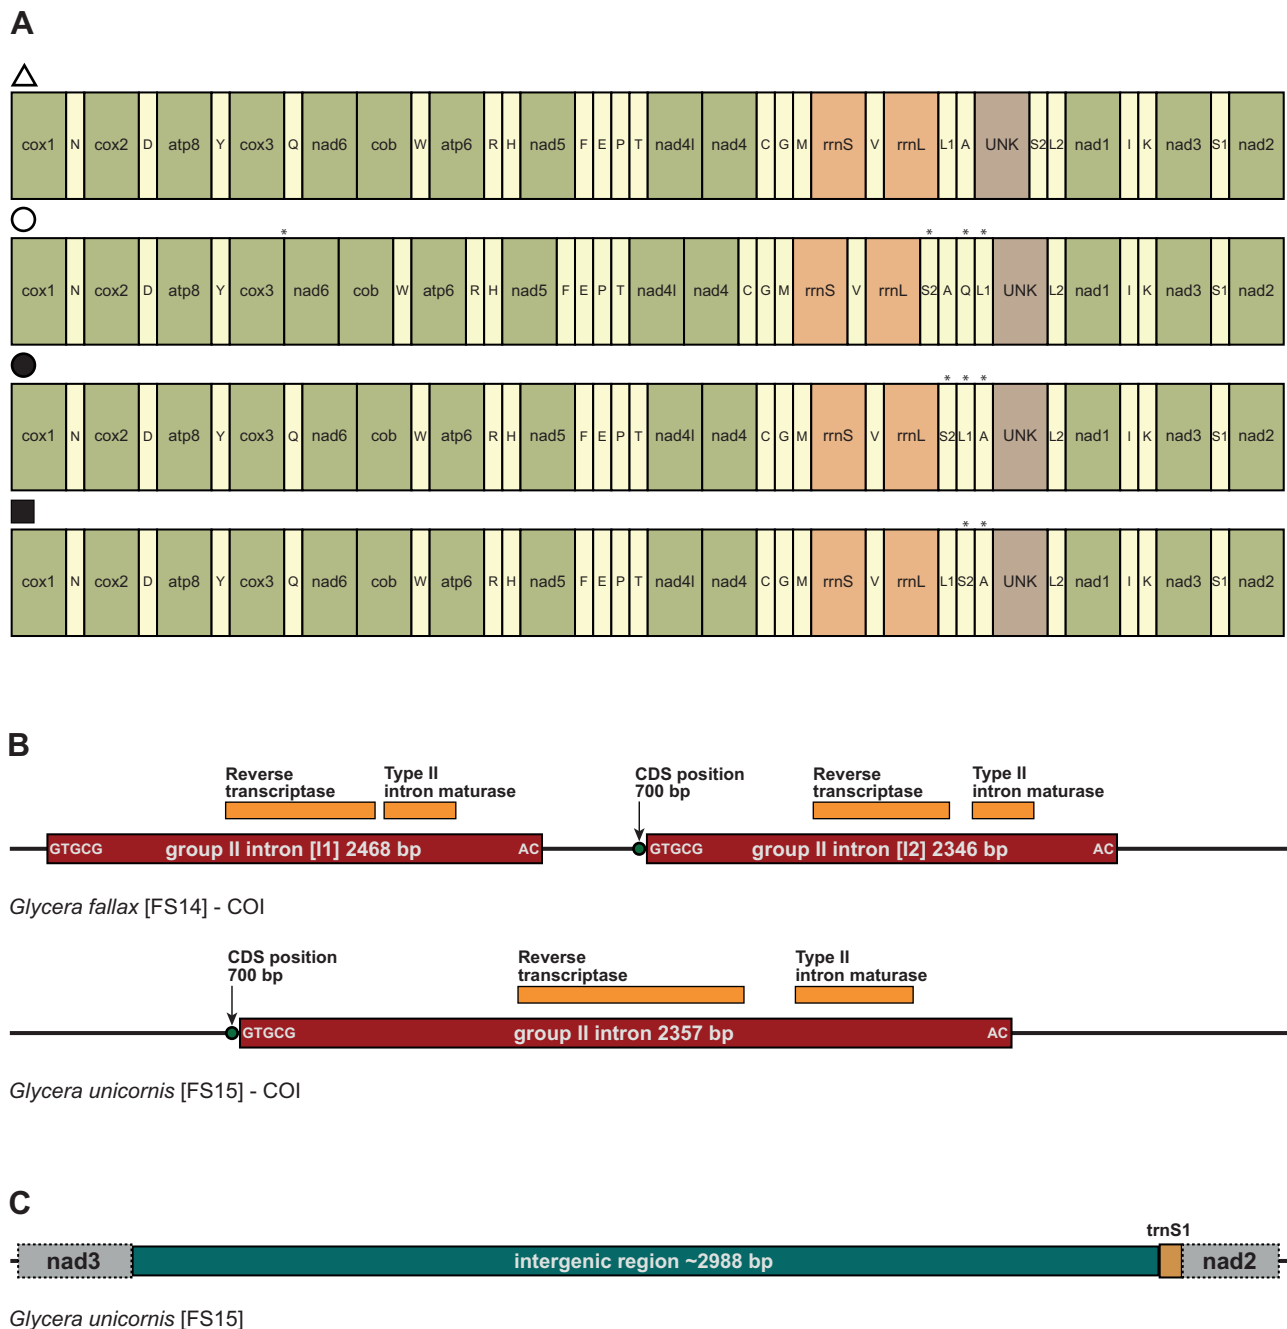 A
cox1 N cox2 D atp8 Y cox3 Q nad6 cob W atp6 R H nad5 F E P T nad4l nad4 C G M rrnS V rrnL L1 A UNK S2 L2 nad1 I K nad3 S1 nad2
* * * *
cox1 N cox2 D atp8 Y cox3 nad6 cob W atp6 R H nad5 F E P T nad4l nad4 C G M rrnS V rrnL S2 A Q L1 UNK L2 nad1 I K nad3 S1 nad2
* * *
cox1 N cox2 D atp8 Y cox3 Q nad6 cob W atp6 R H nad5 F E P T nad4l nad4 C G M rrnS V rrnL S2 L1 A UNK L2 nad1 I K nad3 S1 nad2
* *
cox1 N cox2 D atp8 Y cox3 Q nad6 cob W atp6 R H nad5 F E P T nad4l nad4 C G M rrnS V rrnL L1 S2 A UNK L2 nad1 I K nad3 S1 nad2
B
Reverse
transcriptase
Type II
intron maturase
CDS position
700 bp
Reverse
transcriptase
Type II
intron maturase
GTGCG group II intron [I1] 2468 bp AC
GTGCG group II intron [I2] 2346 bp AC
Glycera fallax [FS14] - COI
CDS position
700 bp
Reverse
transcriptase
Type II
intron maturase
GTGCG group II intron 2357 bp AC
Glycera unicornis [FS15] - COI
C
trnS1
nad3 intergenic region ~2988 bp nad2
Glycera unicornis [FS15]